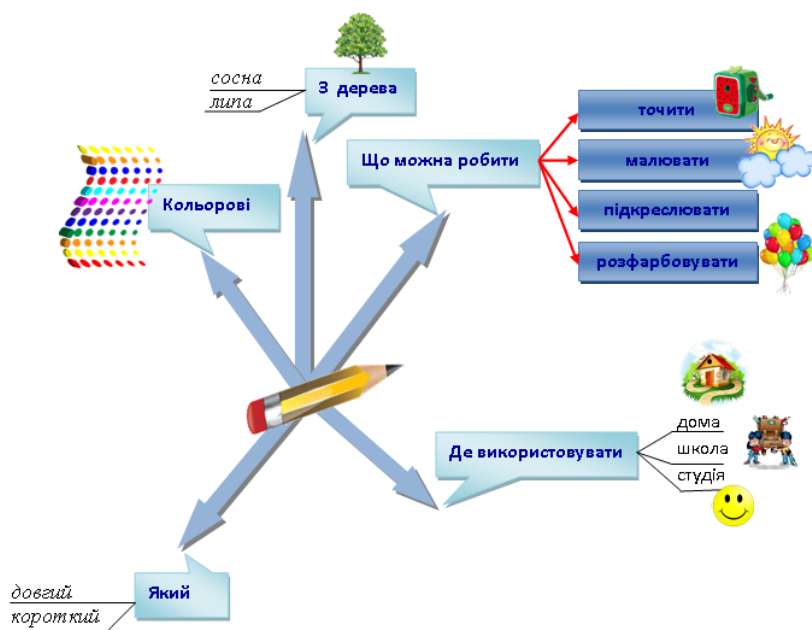 сосна
липа
З дерева
Кольорові
Що можна робити
точити
малювати
підкреслювати
розфарбовувати
Де використовувати
дома
школа
студія
Який
довгий
короткий